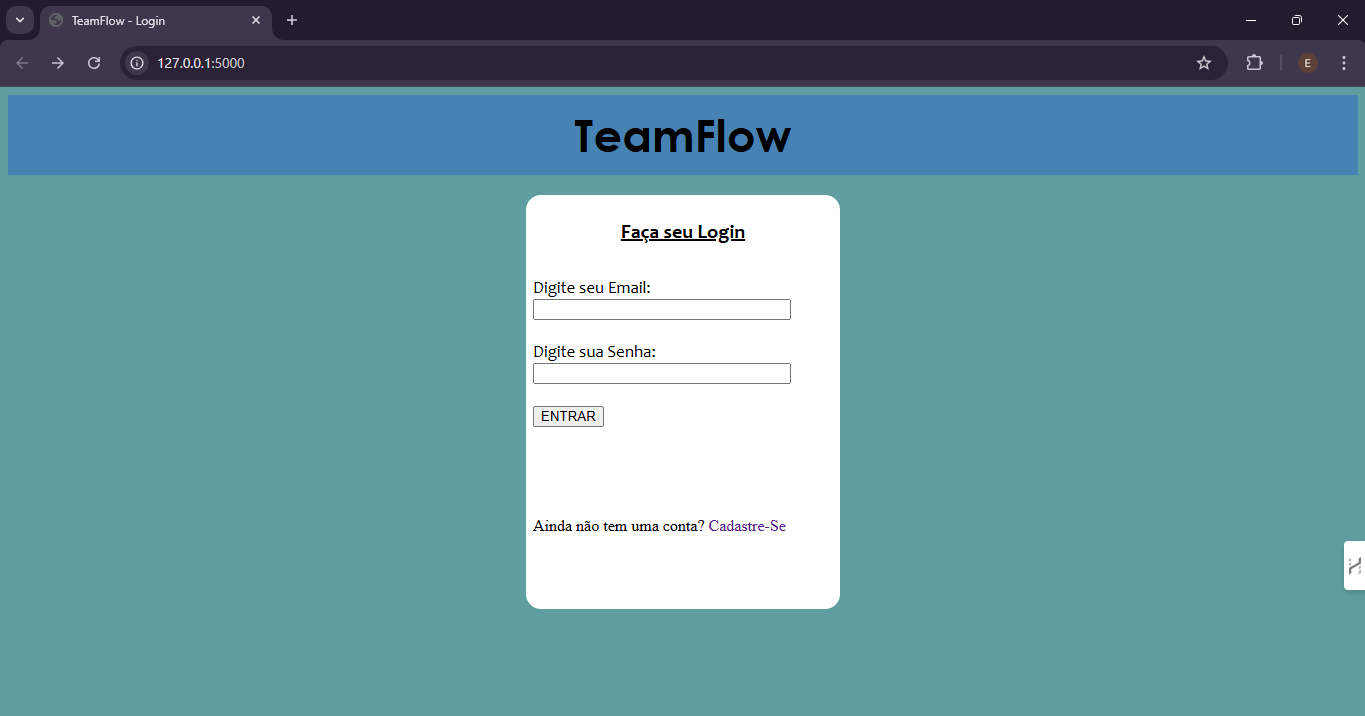 TeamFlow - Login
127.0.0.1:5000
E
TeamFlow
Faça seu Login
Digite seu Email:
Digite sua Senha:
ENTRAR
Ainda não tem uma conta? Cadastre-Se